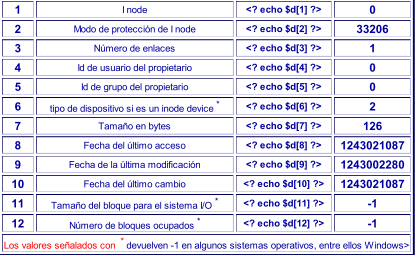 1 I node <? echo $d[1] ?> 0
2 Modo de protección de I node <? echo $d[2] ?> 33206
3 Número de enlaces <? echo $d[3] ?> 1
4 Id de usuario del propietario <? echo $d[4] ?> 0
5 Id de grupo del propietario <? echo $d[5] ?> 0
6 tipo de dispositivo si es un inode device * <? echo $d[6] ?> 2
7 Tamaño en bytes <? echo $d[7] ?> 126
8 Fecha del último acceso <? echo $d[8] ?> 1243021087
9 Fecha de la última modificación <? echo $d[9] ?> 1243002280
10 Fecha del último cambio <? echo $d[10] ?> 1243021087
11 Tamaño del bloque para el sistema I/O * <? echo $d[11] ?> -1
12 Número de bloques ocupados * <? echo $d[12] ?> -1
Los valores señalados con * devuelven -1 en algunos sistemas operativos, entre ellos Windows>